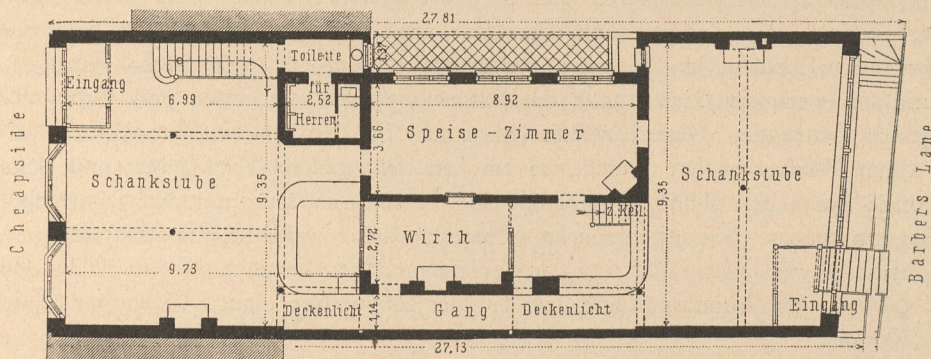 27.81
Toilette
für
Herren
1.37
Eingang
6.99
2.52
8.92
3.66
Speise-Zimmer
Cheapside
Schankstube
9.35
9.35
Schankstube
Barbers Lane
Z. Kell.
Wirth
2.72
9.73
1.14
Deckenlicht
Gang
Deckenlicht
Eingang
27.13